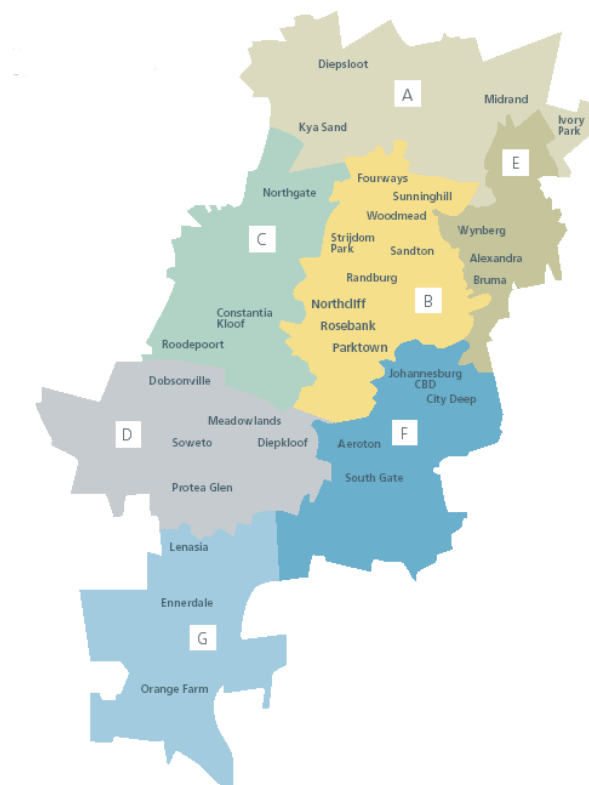 Diepsloot
A
Midrand
Ivory
Park
Kya Sand
E
Fourways
Northgate
Sunninghill
Woodmead
Wynberg
C
Strijdom
Park
Sandton
Alexandra
Randburg
Bruma
Northcliff
B
Constantia
Kloof
Rosebank
Roodepoort
Parktown
Johannesburg
CBD
Dobsonville
City Deep
Meadowlands
D
F
Soweto
Diepkloof
Aeroton
South Gate
Protea Glen
Lenasia
Ennerdale
G
Orange Farm